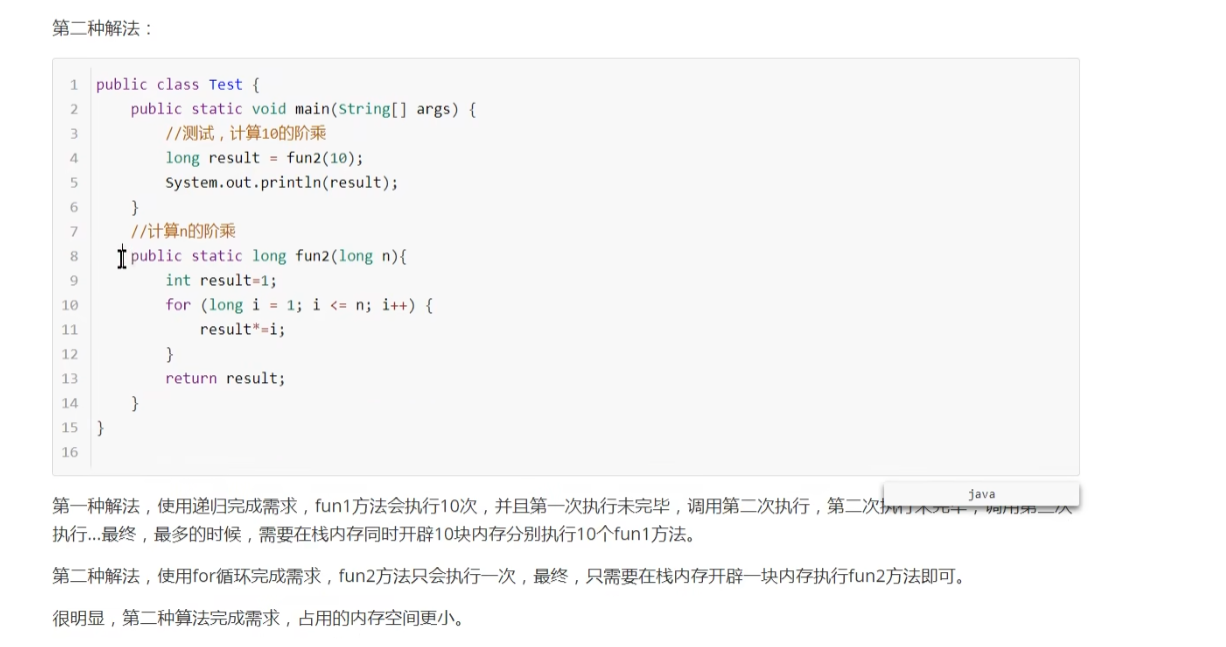 第二种解法：
1 public class Test {
2     public static void main(String[] args) {
3         //测试，计算10的阶乘
4         long result = fun2(10);
5         System.out.println(result);
6     }
7     //计算n的阶乘
8     public static long fun2(long n){
9         int result=1;
10         for (long i = 1; i <= n; i++) {
11             result*=i;
12         }
13         return result;
14     }
15 }
16
java
第一种解法，使用递归完成需求，fun1方法会执行10次，并且第一次执行未完毕，调用第二次执行，第二次执行未完毕，调用第三次
执行...最终，最多的时候，需要在栈内存同时开辟10块内存分别执行10个fun1方法。
第二种解法，使用for循环完成需求，fun2方法只会执行一次，最终，只需要在栈内存开辟一块内存执行fun2方法即可。
很明显，第二种算法完成需求，占用的内存空间更小。